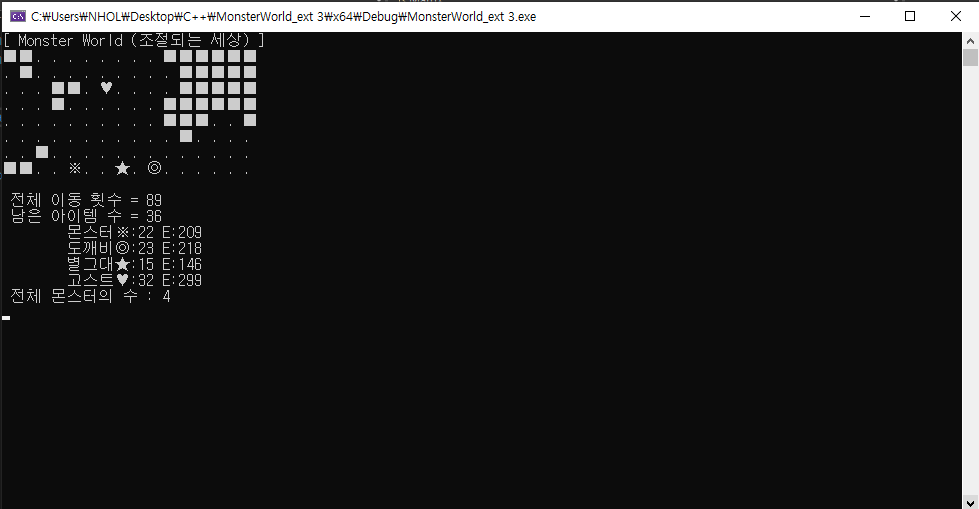 C:\Users\NHOL\Desktop\C++\MonsterWorld_ext 3\x64\Debug\MonsterWorld_ext 3.exe
[ Monster World (조절되는 세상) ]
■■. . . . . . . . ■■■■■■
. ■. . . . . . . . . ■■■■■
. . . ■■. ♥. . . . ■■■■■
. . . ■. . . . . . ■■■■■■
. . . . . . . . . . ■■■. . ■
. . . . . . . . . . . ■. . . .
. . ■. . . . . . . . . . . . .
■■. . ※. . ★. ◎. . . . . .
전체 이동 횟수 = 89
남은 아이템 수 = 36
몬스터※:22 E:209
도깨비◎:23 E:218
별그대★:15 E:146
고스트♥:32 E:299
전체 몬스터의 수 : 4